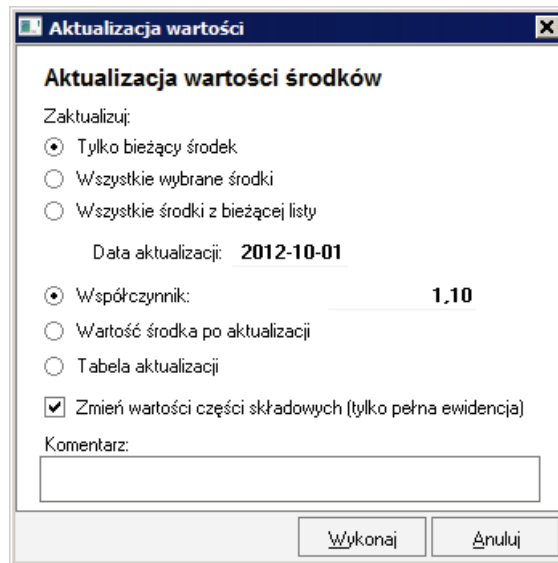 Aktualizacja wartości
Aktualizacja wartości środków
Zaktualizuj:
Tylko bieżący środek
Wszystkie wybrane środki
Wszystkie środki z bieżącej listy
Data aktualizacji: 2012-10-01
Współczynnik: 1,10
Wartość środka po aktualizacji
Tabela aktualizacji
Zmień wartości części składowych (tylko pełna ewidencja)
Komentarz:
Wykonaj Anuluj